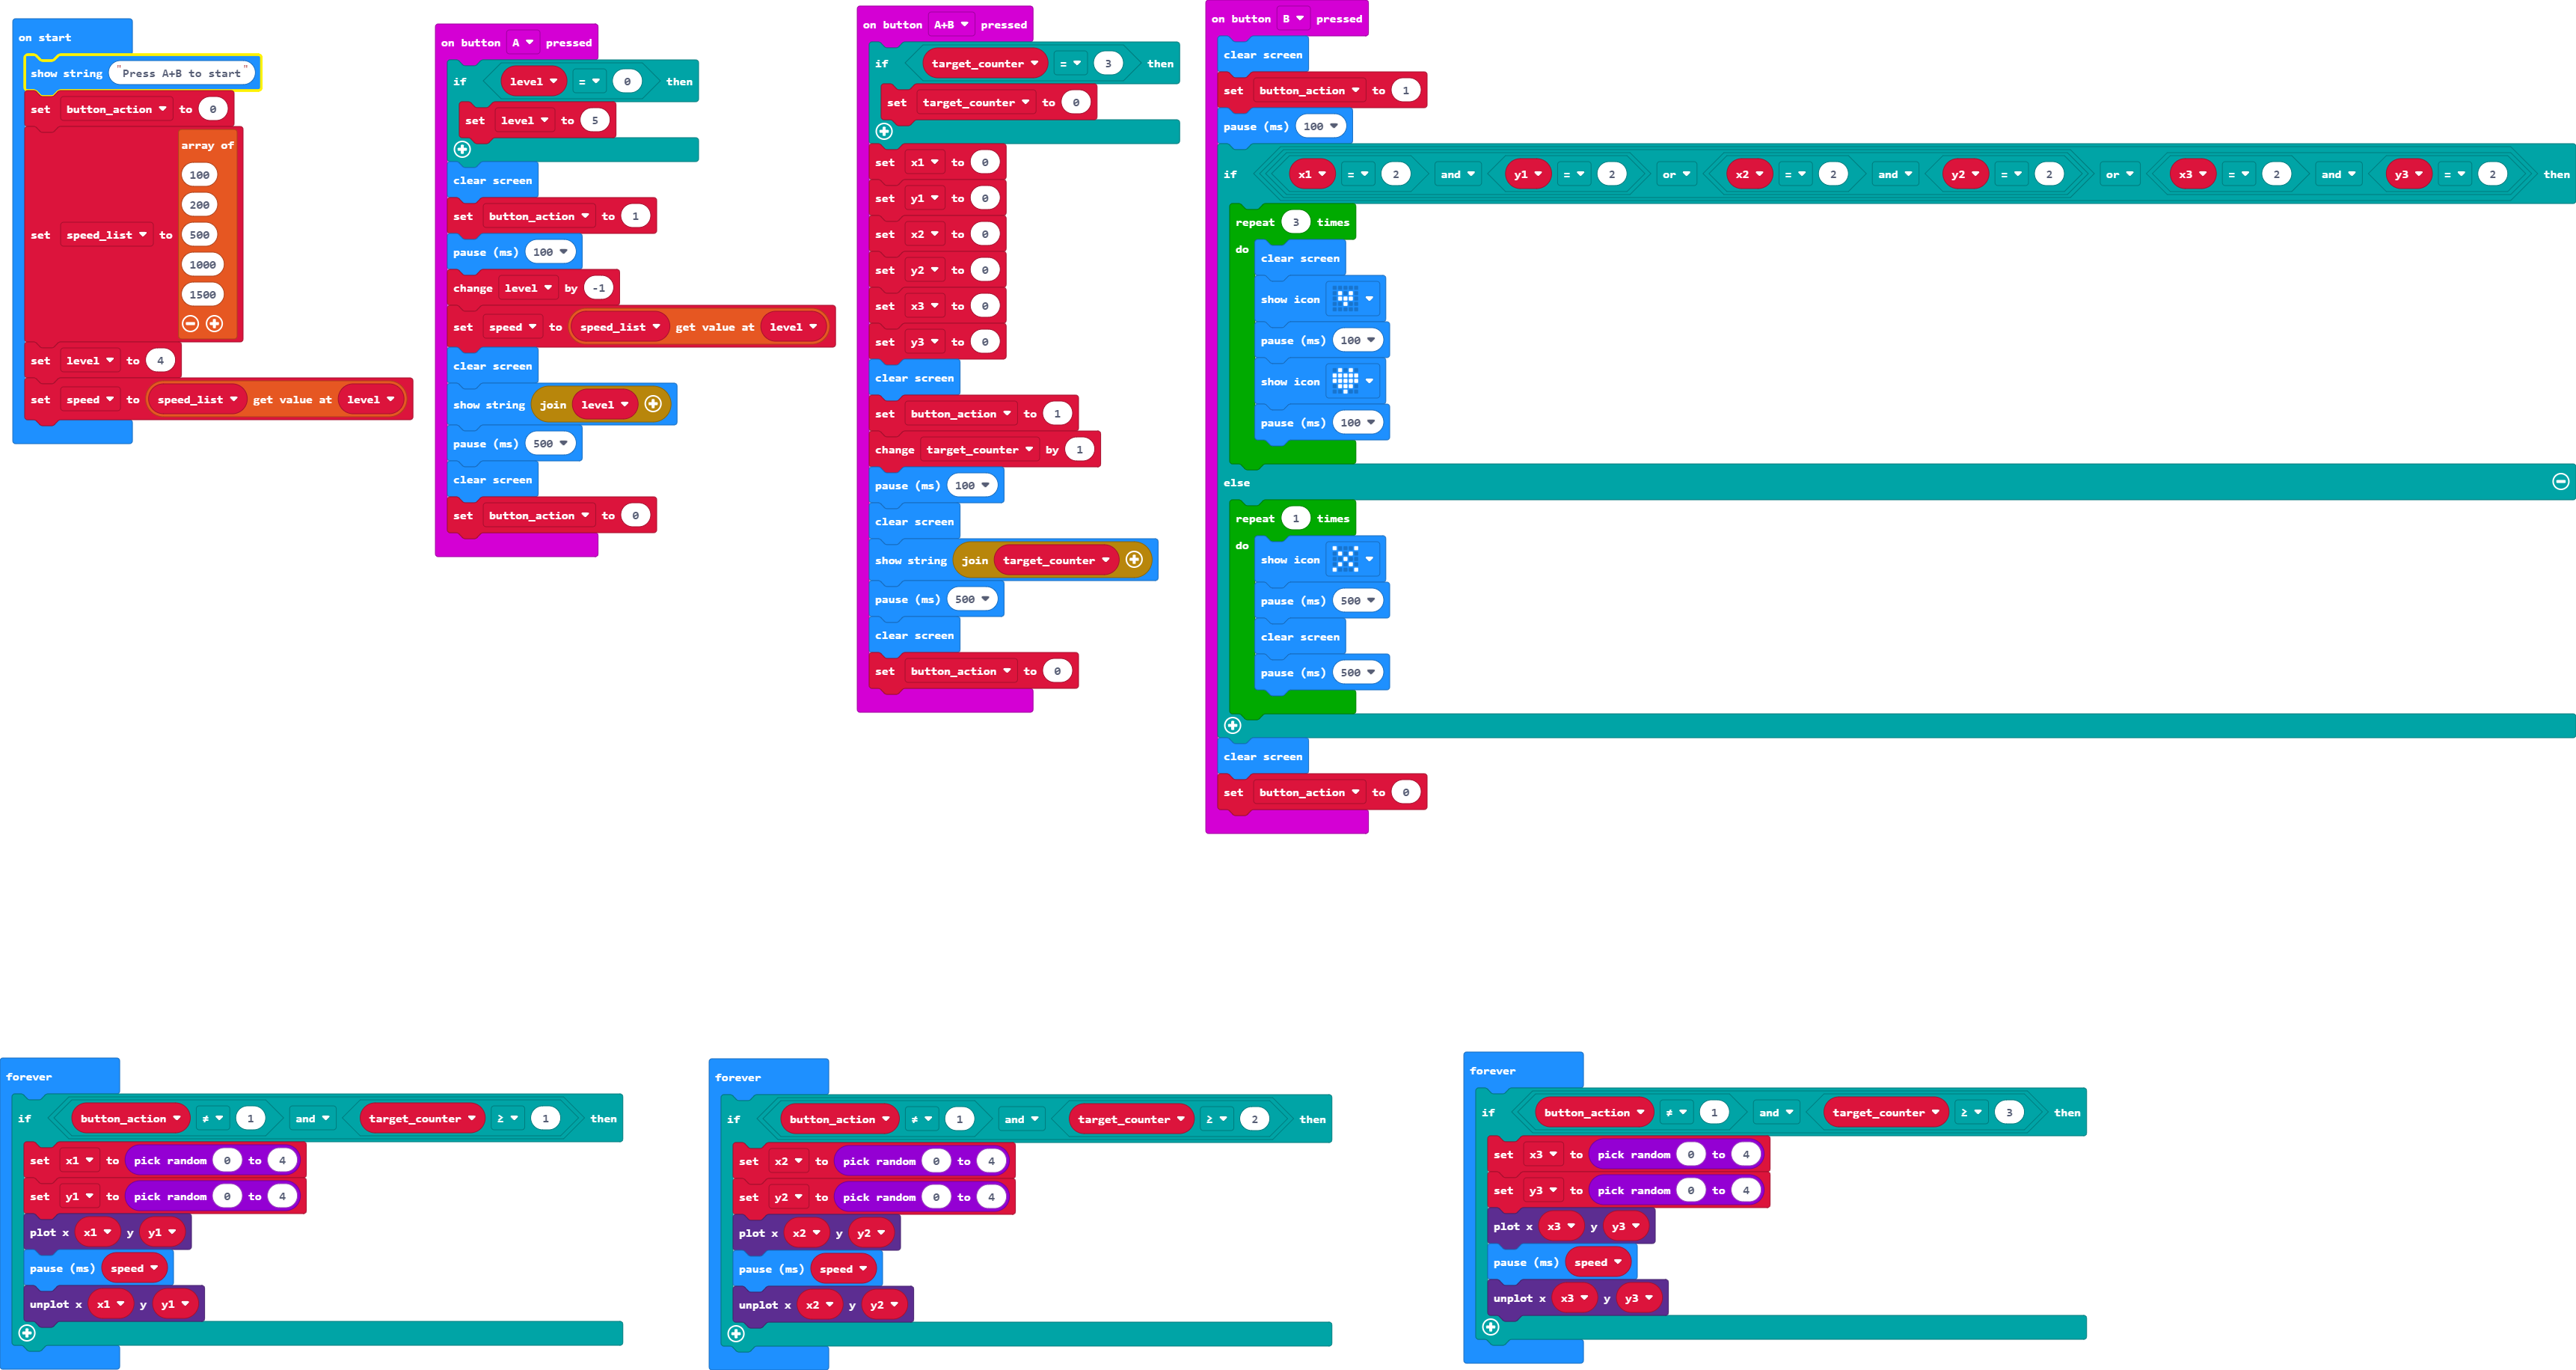 on start
show string "Press A+B to start"
set button_action to 0
set speed_list to array of
100
200
500
1000
1500
set level to 4
set speed to speed_list get value at level
on button A pressed
if level = 0 then
set level to 5
clear screen
set button_action to 1
pause (ms) 100
change level by -1
set speed to speed_list get value at level
clear screen
show string join level
pause (ms) 500
clear screen
set button_action to 0
on button A+B pressed
if target_counter = 3 then
set target_counter to 0
set x1 to 0
set y1 to 0
set x2 to 0
set y2 to 0
set x3 to 0
set y3 to 0
clear screen
set button_action to 1
change target_counter by 1
pause (ms) 100
clear screen
show string join target_counter
pause (ms) 500
clear screen
set button_action to 0
on button B pressed
clear screen
set button_action to 1
pause (ms) 100
if x1 = 2 and y1 = 2 or x2 = 2 and y2 = 2 or x3 = 2 and y3 = 2 then
repeat 3 times
do
clear screen
show icon
pause (ms) 100
show icon
pause (ms) 100
else
repeat 1 times
do
show icon
pause (ms) 500
clear screen
pause (ms) 500
clear screen
set button_action to 0
forever
if button_action ≠ 1 and target_counter ≥ 1 then
set x1 to pick random 0 to 4
set y1 to pick random 0 to 4
plot x x1 y y1
pause (ms) speed
unplot x x1 y y1
forever
if button_action ≠ 1 and target_counter ≥ 2 then
set x2 to pick random 0 to 4
set y2 to pick random 0 to 4
plot x x2 y y2
pause (ms) speed
unplot x x2 y y2
forever
if button_action ≠ 1 and target_counter ≥ 3 then
set x3 to pick random 0 to 4
set y3 to pick random 0 to 4
plot x x3 y y3
pause (ms) speed
unplot x x3 y y3